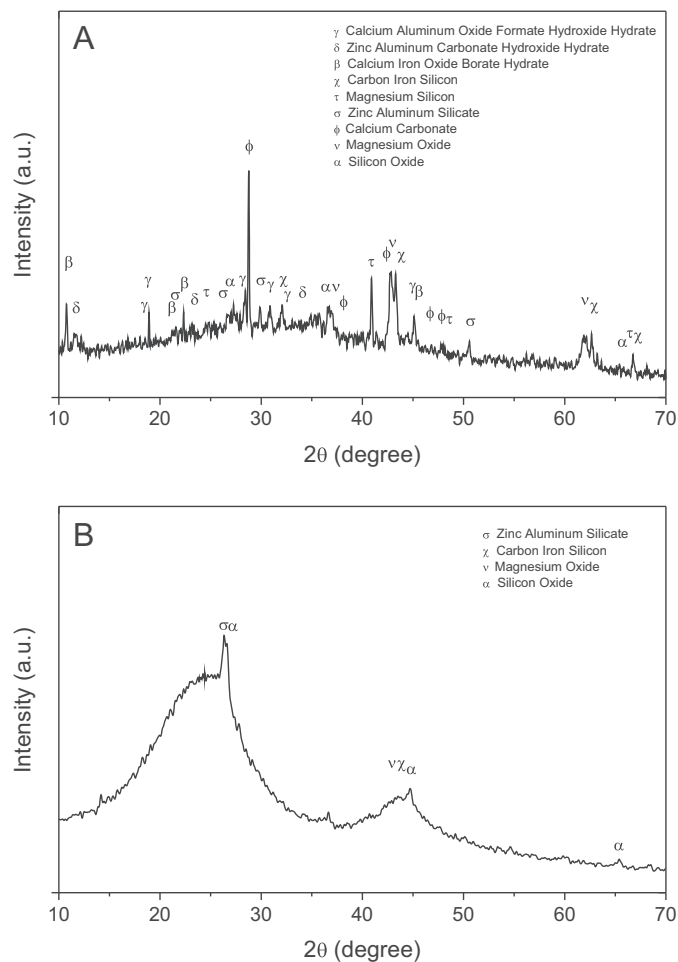 A
γ Calcium Aluminum Oxide Formate Hydroxide Hydrate
δ Zinc Aluminum Carbonate Hydroxide Hydrate
β Calcium Iron Oxide Borate Hydrate
χ Carbon Iron Silicon
τ Magnesium Silicon
σ Zinc Aluminum Silicate
ϕ Calcium Carbonate
ν Magnesium Oxide
α Silicon Oxide
Intensity (a.u.)
ϕ
β δ γ γ β σ β δ τ σ α γ σ γ χ γ δ α ν ϕ τ ϕ ν χ γ β ϕ ϕ τ σ ν χ α τ χ
10 20 30 40 50 60 70
2θ (degree)
B
σ Zinc Aluminum Silicate
χ Carbon Iron Silicon
ν Magnesium Oxide
α Silicon Oxide
Intensity (a.u.)
σα
νχα
α
10 20 30 40 50 60 70
2θ (degree)